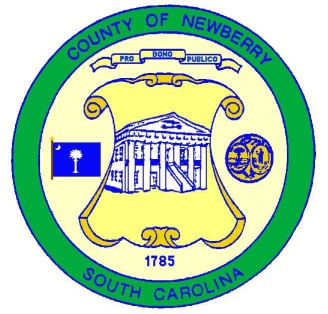 COUNTY OF NEWBERRY
PRO BONO PUBLICO
1785
SOUTH CAROLINA